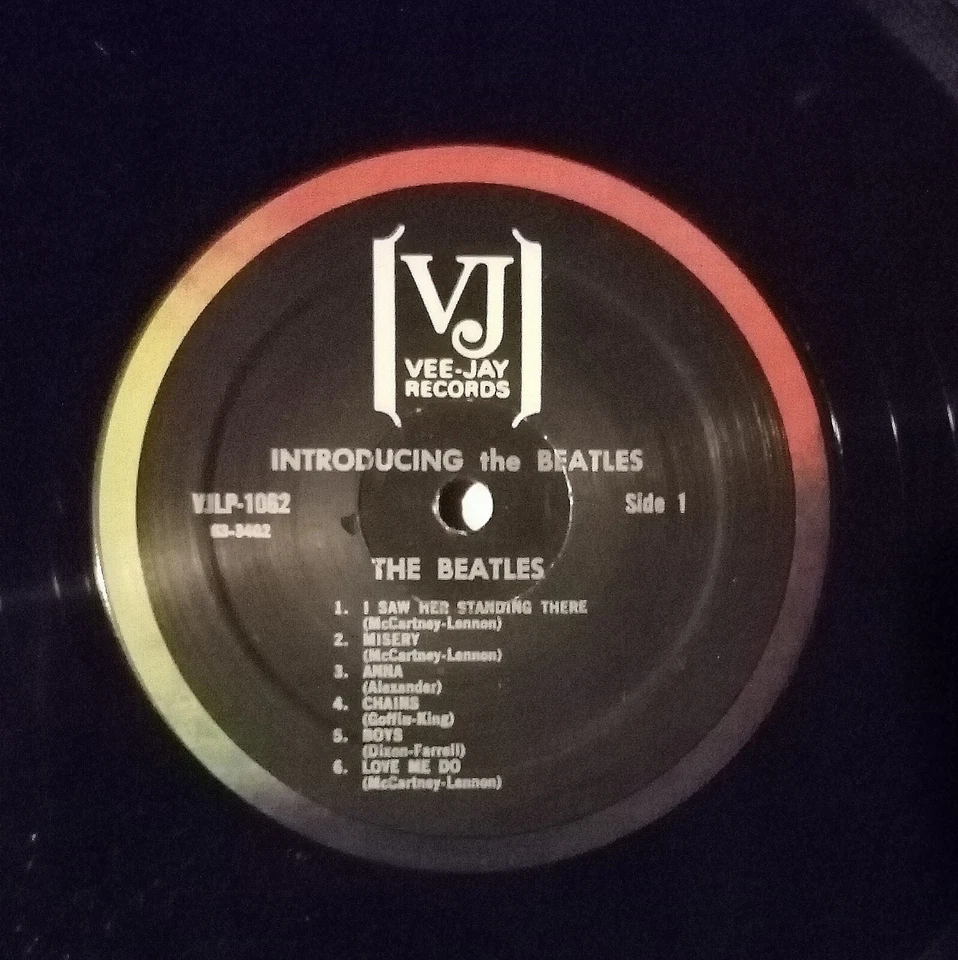 VJ
VEE-JAY
RECORDS
INTRODUCING the BEATLES
VJLP-1062
Side 1
63-3402
THE BEATLES
1. I SAW HER STANDING THERE
(McCartney-Lennon)
2. MISERY
(McCartney-Lennon)
3. ANNA
(Alexander)
4. CHAINS
(Goffin-King)
5. BOYS
(Dixon-Farrell)
6. LOVE ME DO
(McCartney-Lennon)